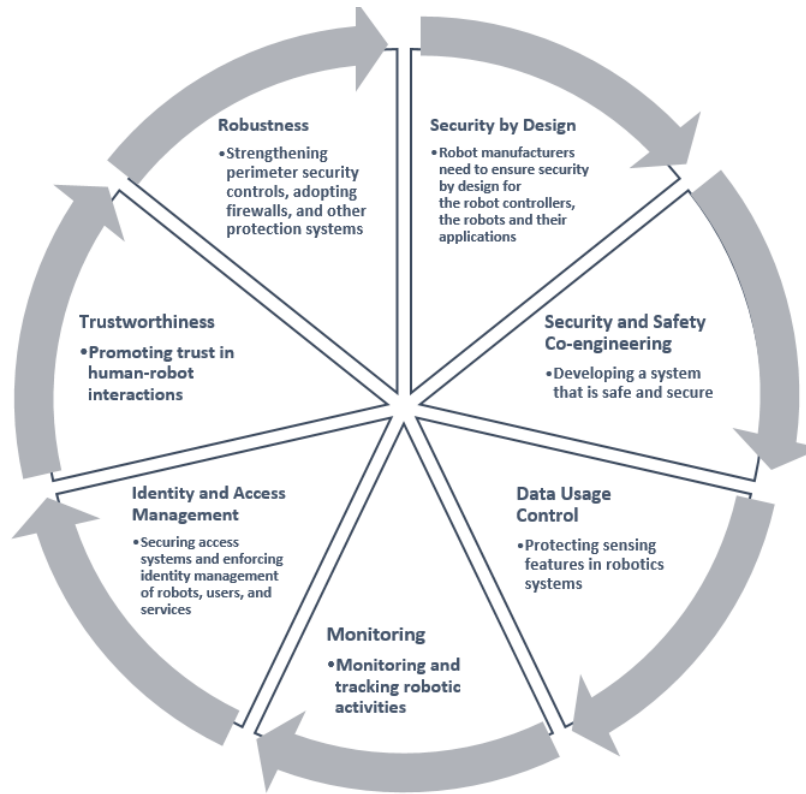 Security by Design
•Robot manufacturers
need to ensure security
by design for
the robot controllers,
the robots and their
applications
Security and Safety
Co-engineering
•Developing a system
that is safe and secure
Data Usage
Control
•Protecting sensing
features in robotics
systems
Monitoring
•Monitoring and
tracking robotic
activities
Identity and Access
Management
•Securing access
systems and enforcing
identity management
of robots, users, and
services
Trustworthiness
•Promoting trust in
human-robot
interactions
Robustness
•Strengthening
perimeter security
controls, adopting
firewalls, and other
protection systems